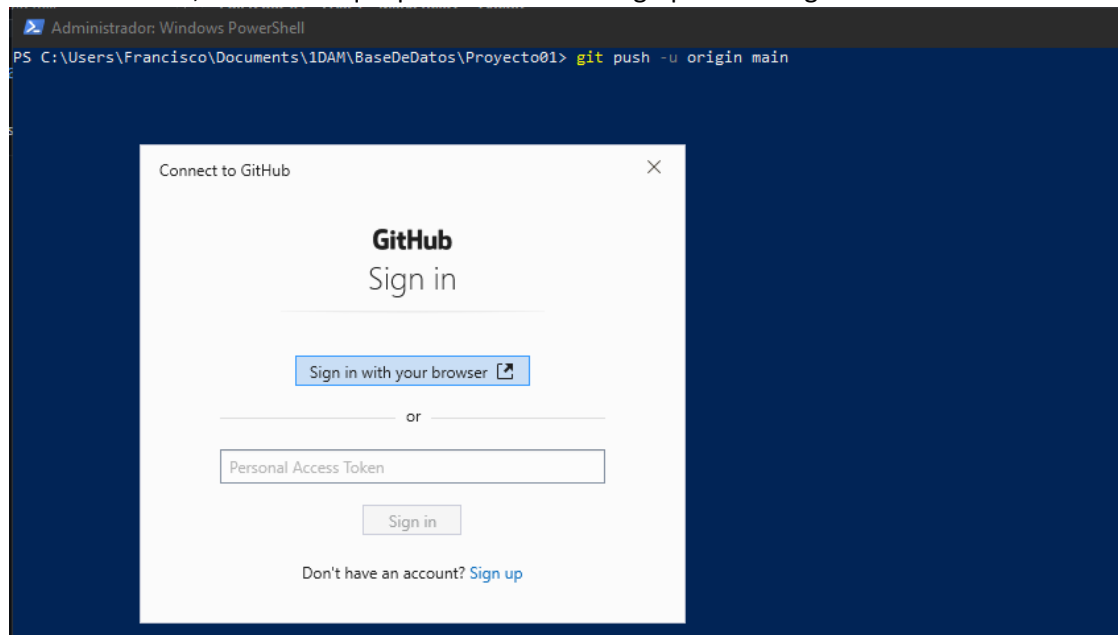 Administrador: Windows PowerShell
PS C:\Users\Francisco\Documents\1DAM\BaseDeDatos\Proyecto01> git push -u origin main
Connect to GitHub
GitHub
Sign in
Sign in with your browser
or
Personal Access Token
Sign in
Don't have an account? Sign up